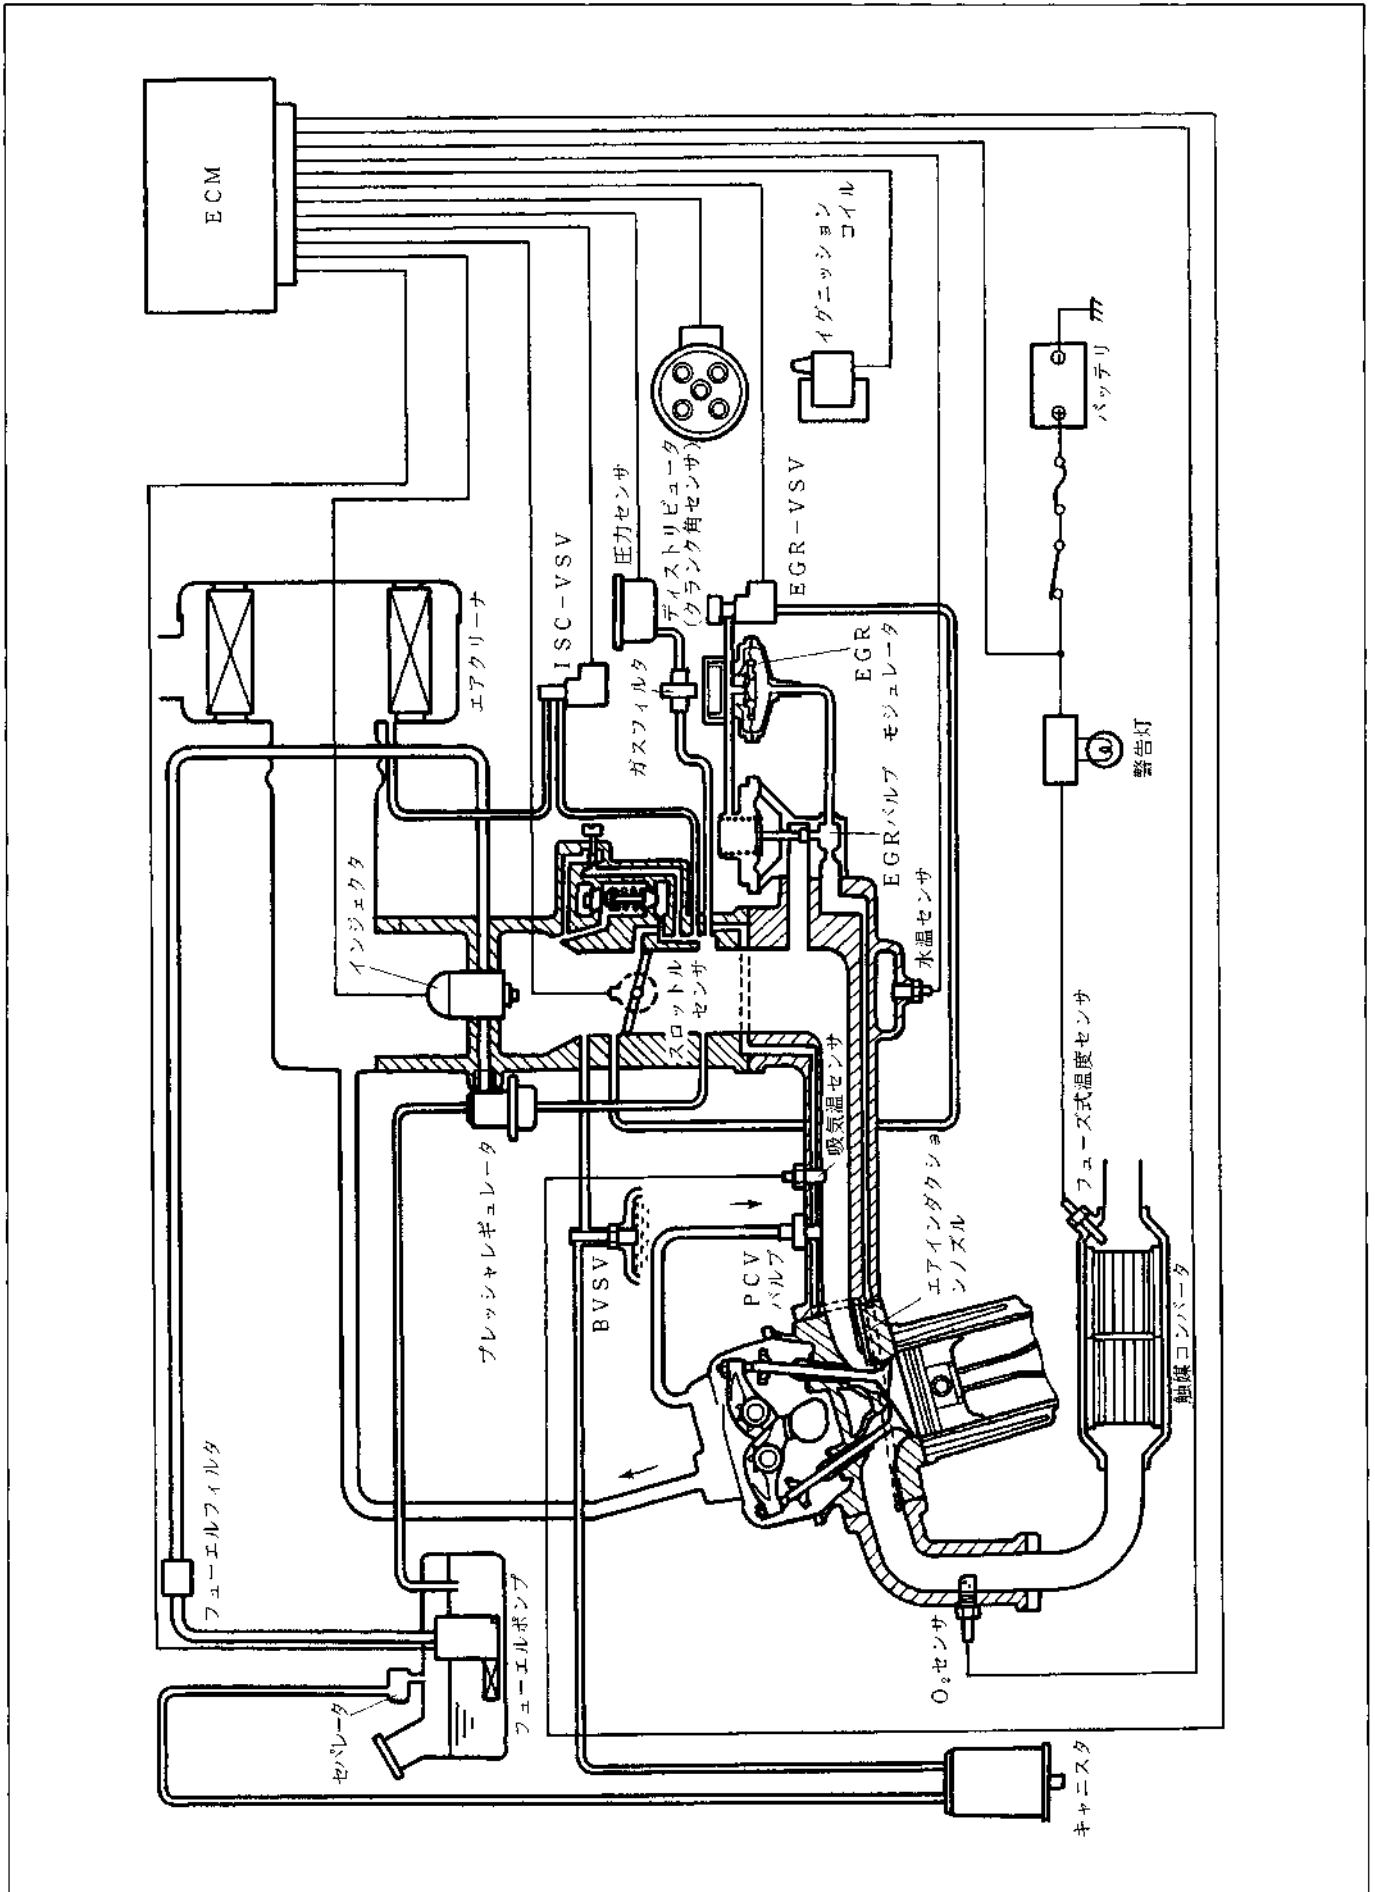 ECM
イグニッション
コイル
バッテリ
ディストリビュータ
(クランク角センサ)
圧力センサ
EGR-VSV
ISC-VSV
エアクリーナ
ガスフィルタ
EGR
モジュレータ
EGRバルブ
警告灯
インジェクタ
水温センサ
スロットル
センサ
フューズ式温度センサ
吸気温センサ
プレッシャレギュレータ
エアインダクショ
ンノズル
BVSV
PCV
バルブ
触媒コンバータ
フューエルフィルタ
フューエルポンプ
O₂センサ
セパレータ
キャニスタ